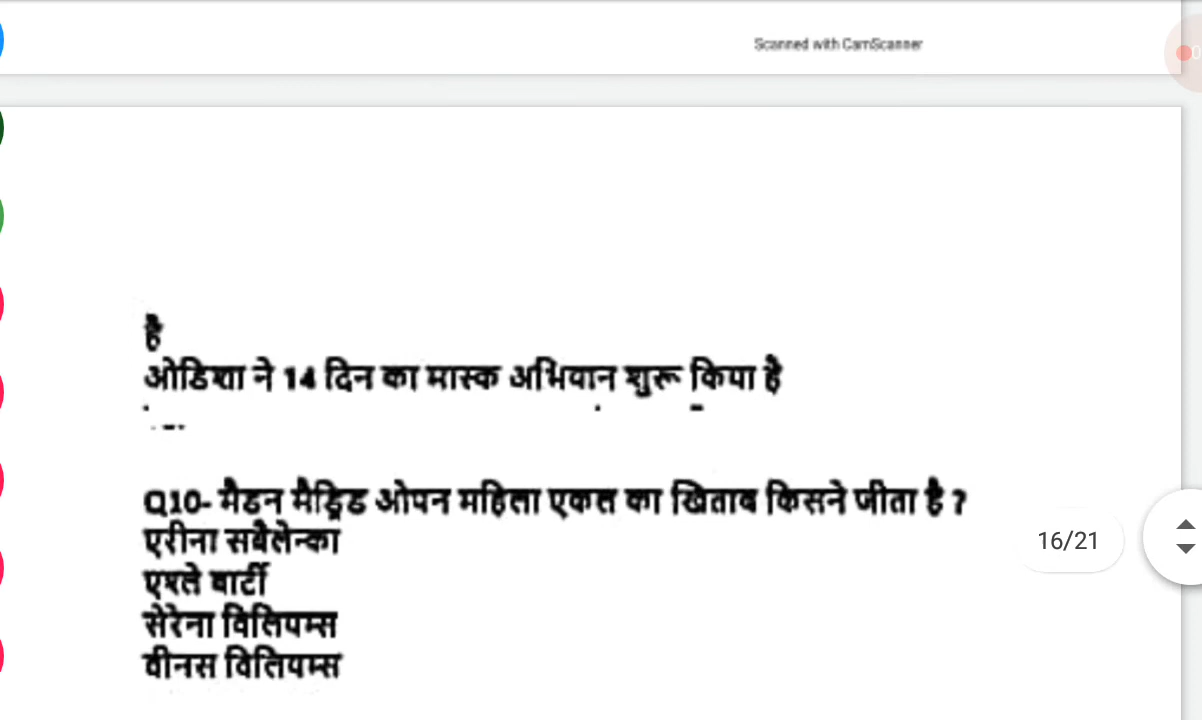 Scanned with CamScanner
है
ओडिशा ने 14 दिन का मास्क अभियान शुरू किया है
Q10- मैडन मैड्रिड ओपन महिला एकल का खिताब किसने जीता है ?
एरीना सबैलेन्का
16/21
एश्ले बार्टी
सेरेना विलियम्स
वीनस विलियम्स